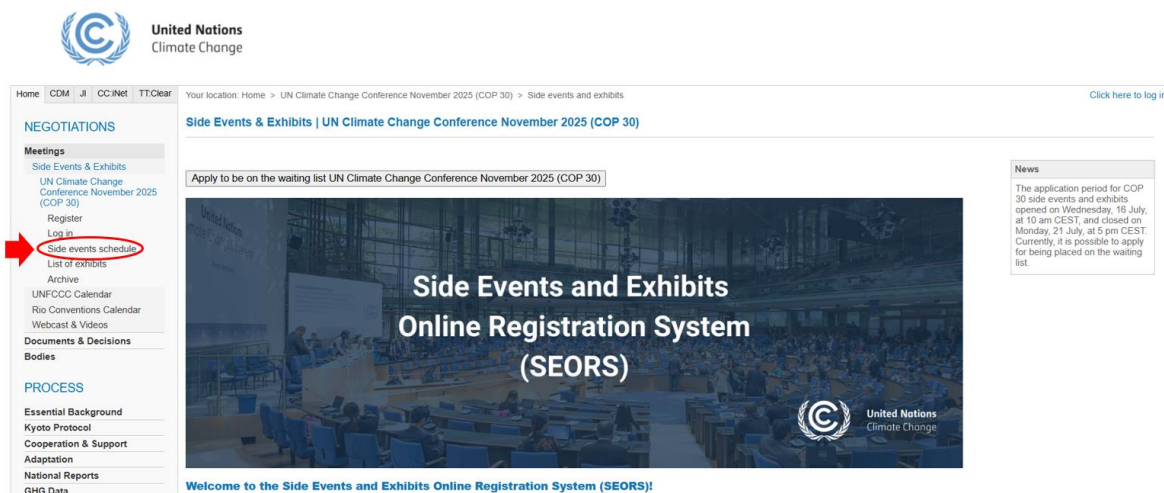 United Nations
Climate Change
Home CDM JI CC:iNet TT:Clear
Your location: Home > UN Climate Change Conference November 2025 (COP 30) > Side events and exhibits
Click here to log in
NEGOTIATIONS
Meetings
Side Events & Exhibits
UN Climate Change
Conference November 2025
(COP 30)
Register
Log in
Side events schedule
List of exhibits
Archive
UNFCCC Calendar
Rio Conventions Calendar
Webcast & Videos
Documents & Decisions
Bodies
PROCESS
Essential Background
Kyoto Protocol
Cooperation & Support
Adaptation
National Reports
GHG Data
Side Events & Exhibits | UN Climate Change Conference November 2025 (COP 30)
Apply to be on the waiting list UN Climate Change Conference November 2025 (COP 30)
Side Events and Exhibits
Online Registration System
(SEORS)
United Nations
Climate Change
Welcome to the Side Events and Exhibits Online Registration System (SEORS)!
News
The application period for COP
30 side events and exhibits
opened on Wednesday, 16 July,
at 10 am CEST, and closed on
Monday, 21 July, at 5 pm CEST.
Currently, it is possible to apply
for being placed on the waiting
list.